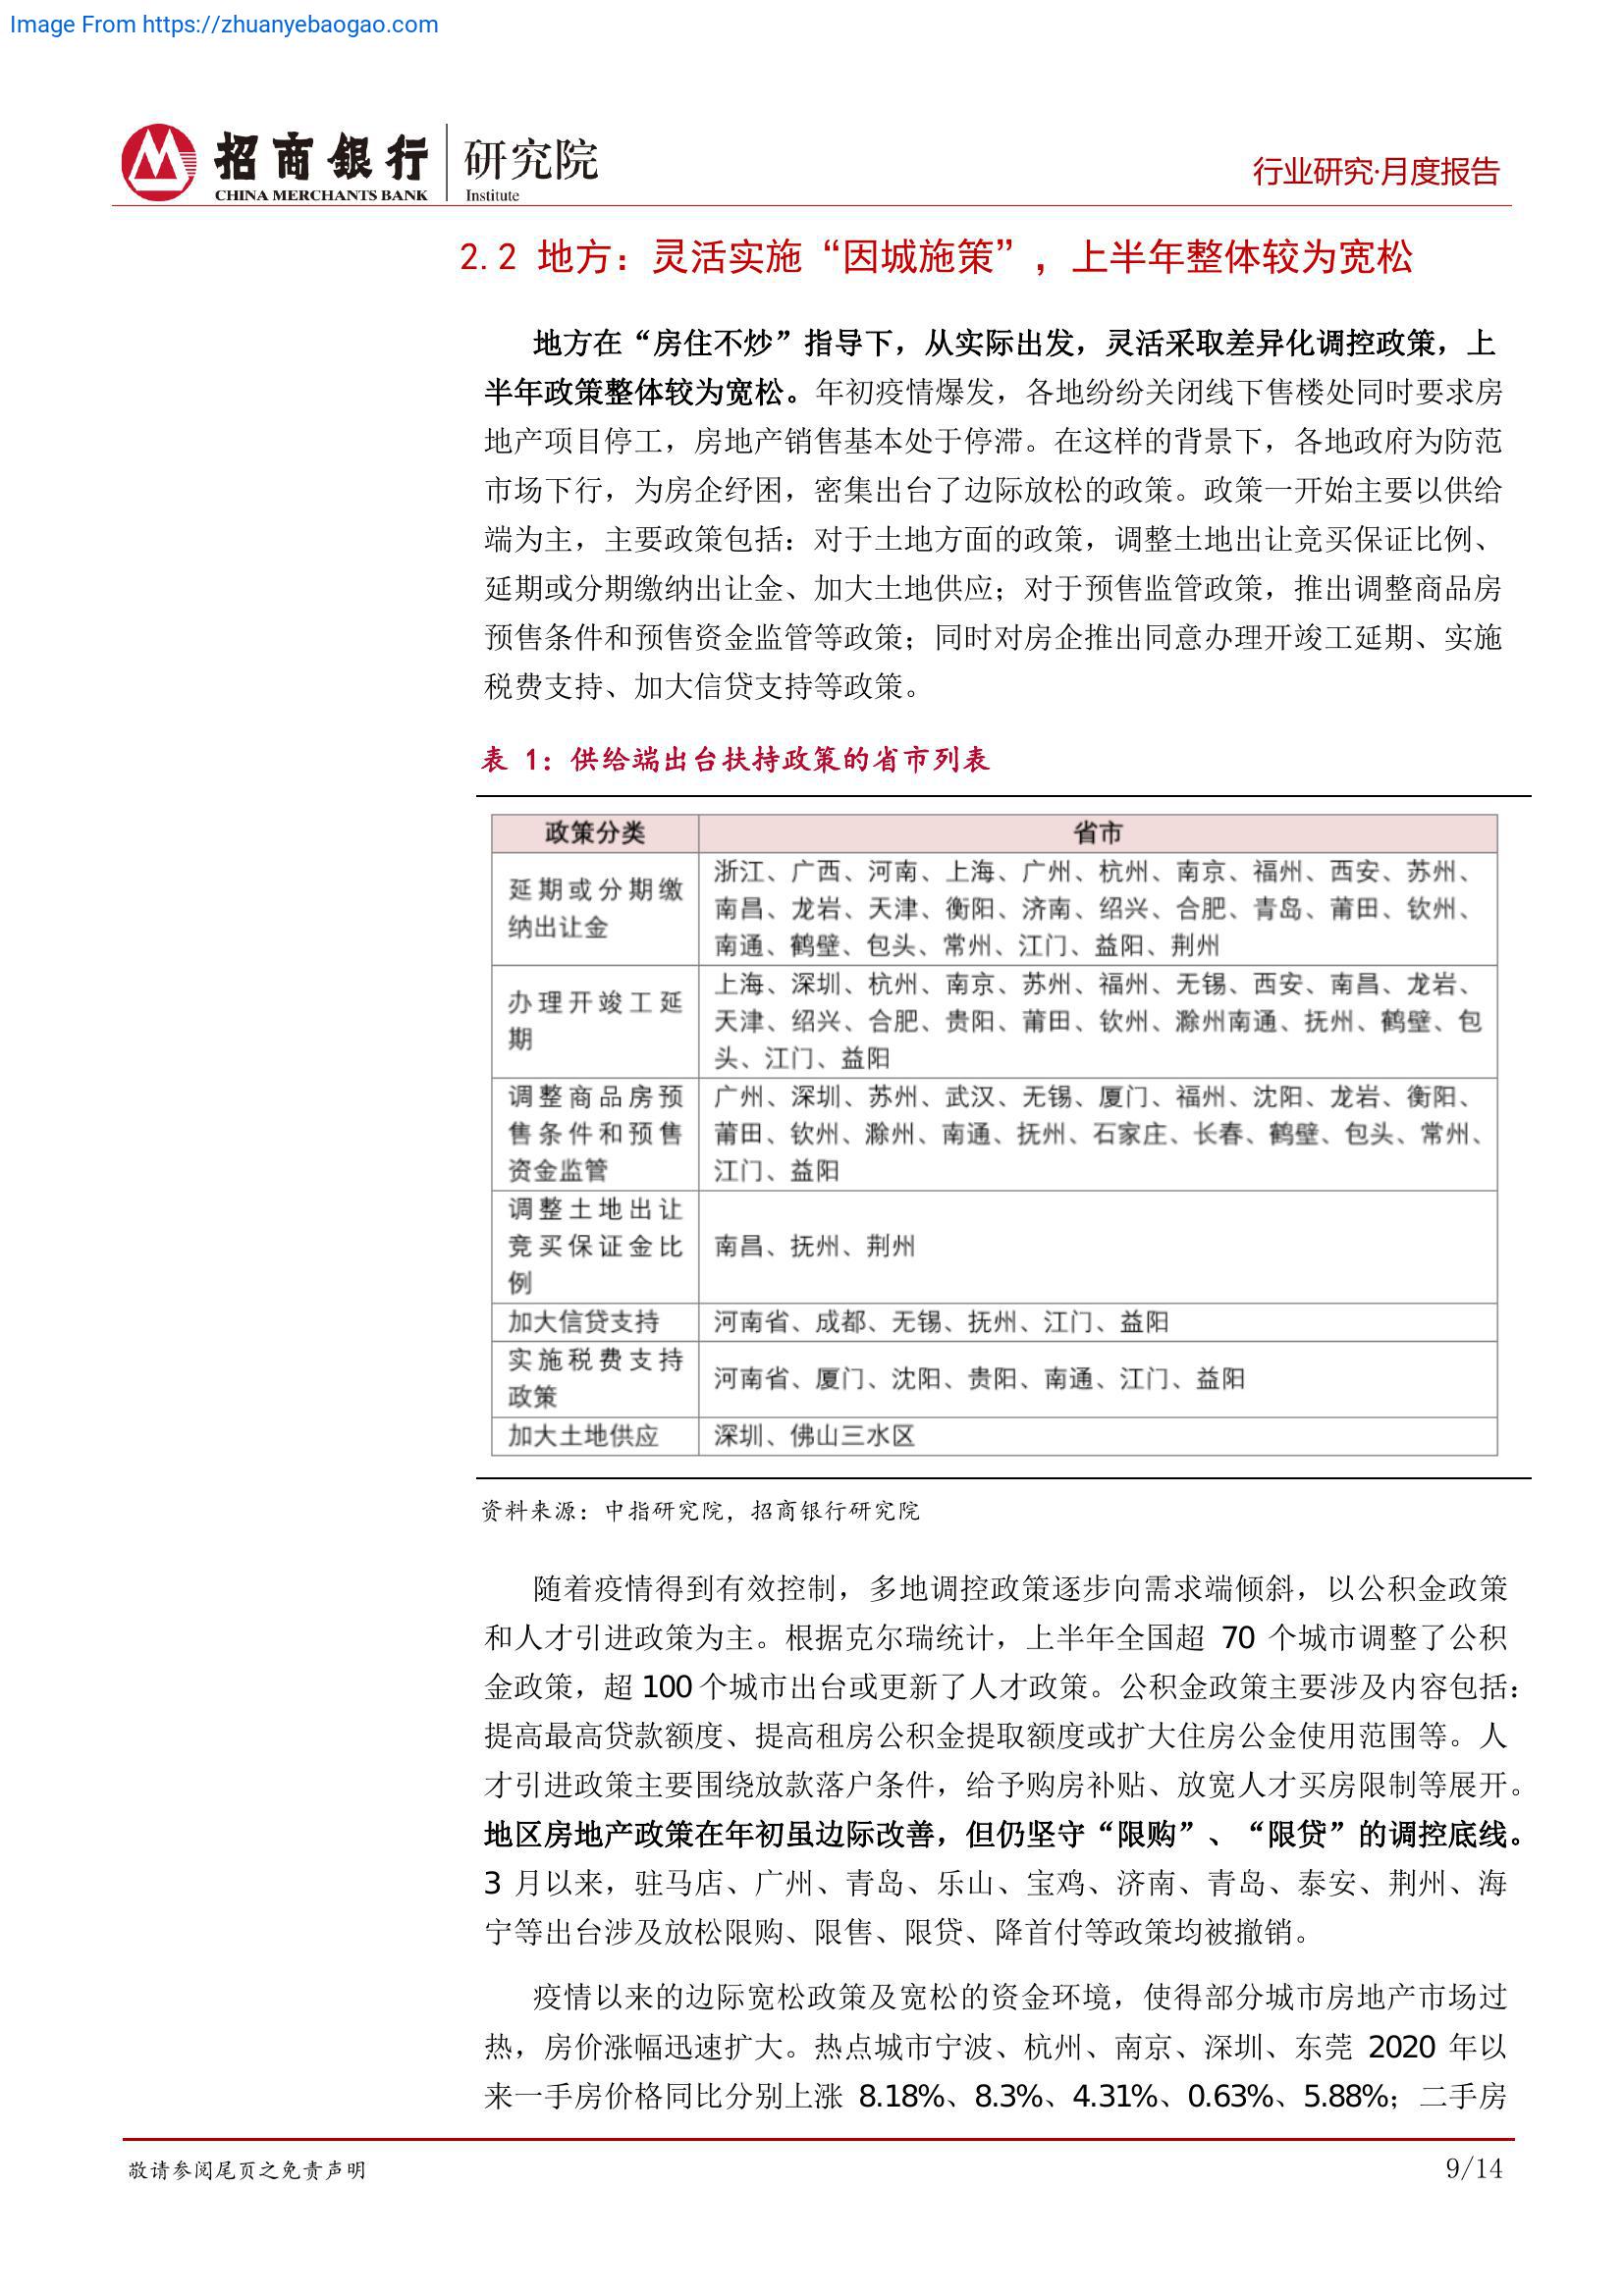 Image From https://zhuanyebaogao.com
招商銀行 研究院
CHINA MERCHANTS BANK Institute
行业研究·月度报告
2.2 地方：灵活实施“因城施策”，上半年整体较为宽松
地方在“房住不炒”指导下，从实际出发，灵活采取差异化调控政策，上
半年政策整体较为宽松。年初疫情爆发，各地纷纷关闭线下售楼处同时要求房
地产项目停工，房地产销售基本处于停滞。在这样的背景下，各地政府为防范
市场下行，为房企纾困，密集出台了边际放松的政策。政策一开始主要以供给
端为主，主要政策包括：对于土地方面的政策，调整土地出让竞买保证比例、
延期或分期缴纳出让金、加大土地供应；对于预售监管政策，推出调整商品房
预售条件和预售资金监管等政策；同时对房企推出同意办理开竣工延期、实施
税费支持、加大信贷支持等政策。
表 1：供给端出台扶持政策的省市列表
政策分类 省市
延期或分期缴
纳出让金
浙江、广西、河南、上海、广州、杭州、南京、福州、西安、苏州、
南昌、龙岩、天津、衡阳、济南、绍兴、合肥、青岛、莆田、钦州、
南通、鹤壁、包头、常州、江门、益阳、荆州
办理开竣工延
期
上海、深圳、杭州、南京、苏州、福州、无锡、西安、南昌、龙岩、
天津、绍兴、合肥、贵阳、莆田、钦州、滁州南通、抚州、鹤壁、包
头、江门、益阳
调整商品房预
售条件和预售
资金监管
广州、深圳、苏州、武汉、无锡、厦门、福州、沈阳、龙岩、衡阳、
莆田、钦州、滁州、南通、抚州、石家庄、长春、鹤壁、包头、常州、
江门、益阳
调整土地出让
竞买保证金比
例
南昌、抚州、荆州
加大信贷支持 河南省、成都、无锡、抚州、江门、益阳
实施税费支持
政策
河南省、厦门、沈阳、贵阳、南通、江门、益阳
加大土地供应 深圳、佛山三水区
资料来源：中指研究院，招商银行研究院
随着疫情得到有效控制，多地调控政策逐步向需求端倾斜，以公积金政策
和人才引进政策为主。根据克尔瑞统计，上半年全国超 70 个城市调整了公积
金政策，超 100 个城市出台或更新了人才政策。公积金政策主要涉及内容包括：
提高最高贷款额度、提高租房公积金提取额度或扩大住房公金使用范围等。人
才引进政策主要围绕放款落户条件，给予购房补贴、放宽人才买房限制等展开。
地区房地产政策在年初虽边际改善，但仍坚守“限购”、“限贷”的调控底线。
3 月以来，驻马店、广州、青岛、乐山、宝鸡、济南、青岛、泰安、荆州、海
宁等出台涉及放松限购、限售、限贷、降首付等政策均被撤销。
疫情以来的边际宽松政策及宽松的资金环境，使得部分城市房地产市场过
热，房价涨幅迅速扩大。热点城市宁波、杭州、南京、深圳、东莞 2020 年以
来一手房价格同比分别上涨 8.18%、8.3%、4.31%、0.63%、5.88%；二手房
敬请参阅尾页之免责声明
9/14